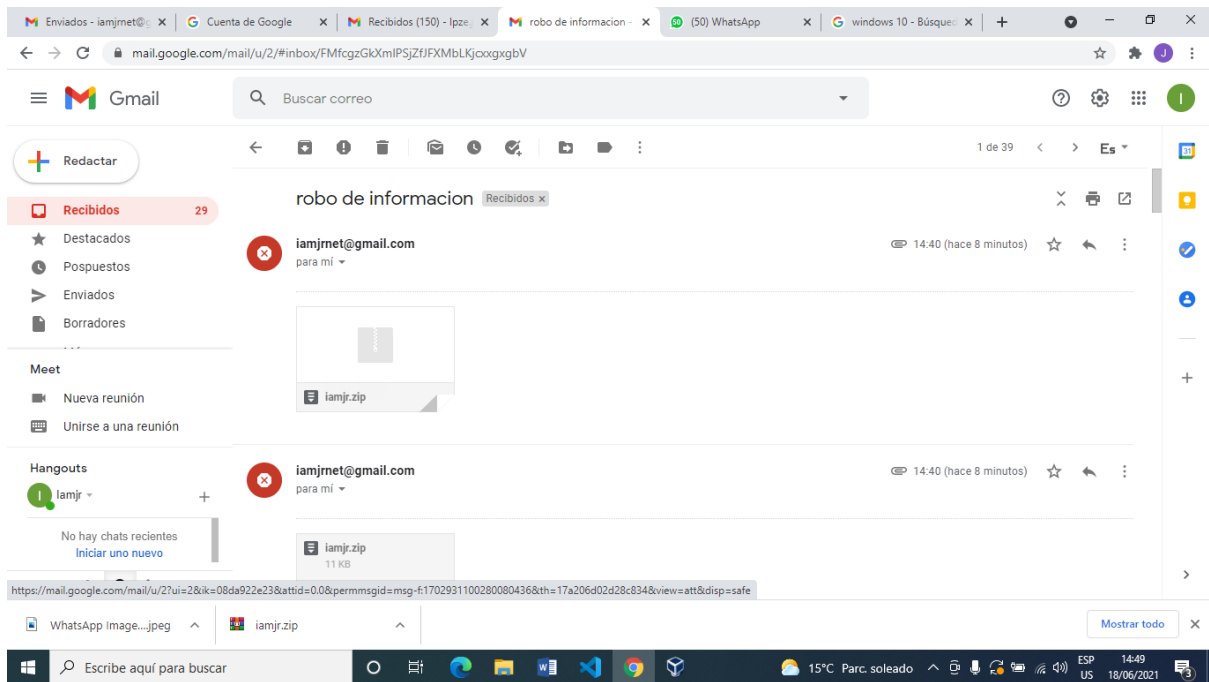 Enviados - iamjrnet@g
Cuenta de Google
Recibidos (150) - lpze.j
robo de informacion -
(50) WhatsApp
windows 10 - Búsqued
mail.google.com/mail/u/2/#inbox/FMfcgzGkXmIPSjZfJFXMbLKjcxxgxgbV
J
Gmail
Buscar correo
I
Redactar
1 de 39
Es
31
robo de informacion Recibidos x
Recibidos 29
Destacados
Pospuestos
Enviados
Borradores
iamjrnet@gmail.com
14:40 (hace 8 minutos)
para mí
iamjr.zip
Meet
Nueva reunión
Unirse a una reunión
Hangouts
I
Iamjr
No hay chats recientes
Iniciar uno nuevo
iamjrnet@gmail.com
14:40 (hace 8 minutos)
para mí
iamjr.zip
11 KB
https://mail.google.com/mail/u/2?ui=2&ik=08da922e23&attid=0.0&permmsgid=msg-f:1702931100280080436&th=17a206d02d28c834&view=att&disp=safe
WhatsApp Image....jpeg
iamjr.zip
Mostrar todo
Escribe aquí para buscar
15°C Parc. soleado
ESP
US
14:49
18/06/2021
3